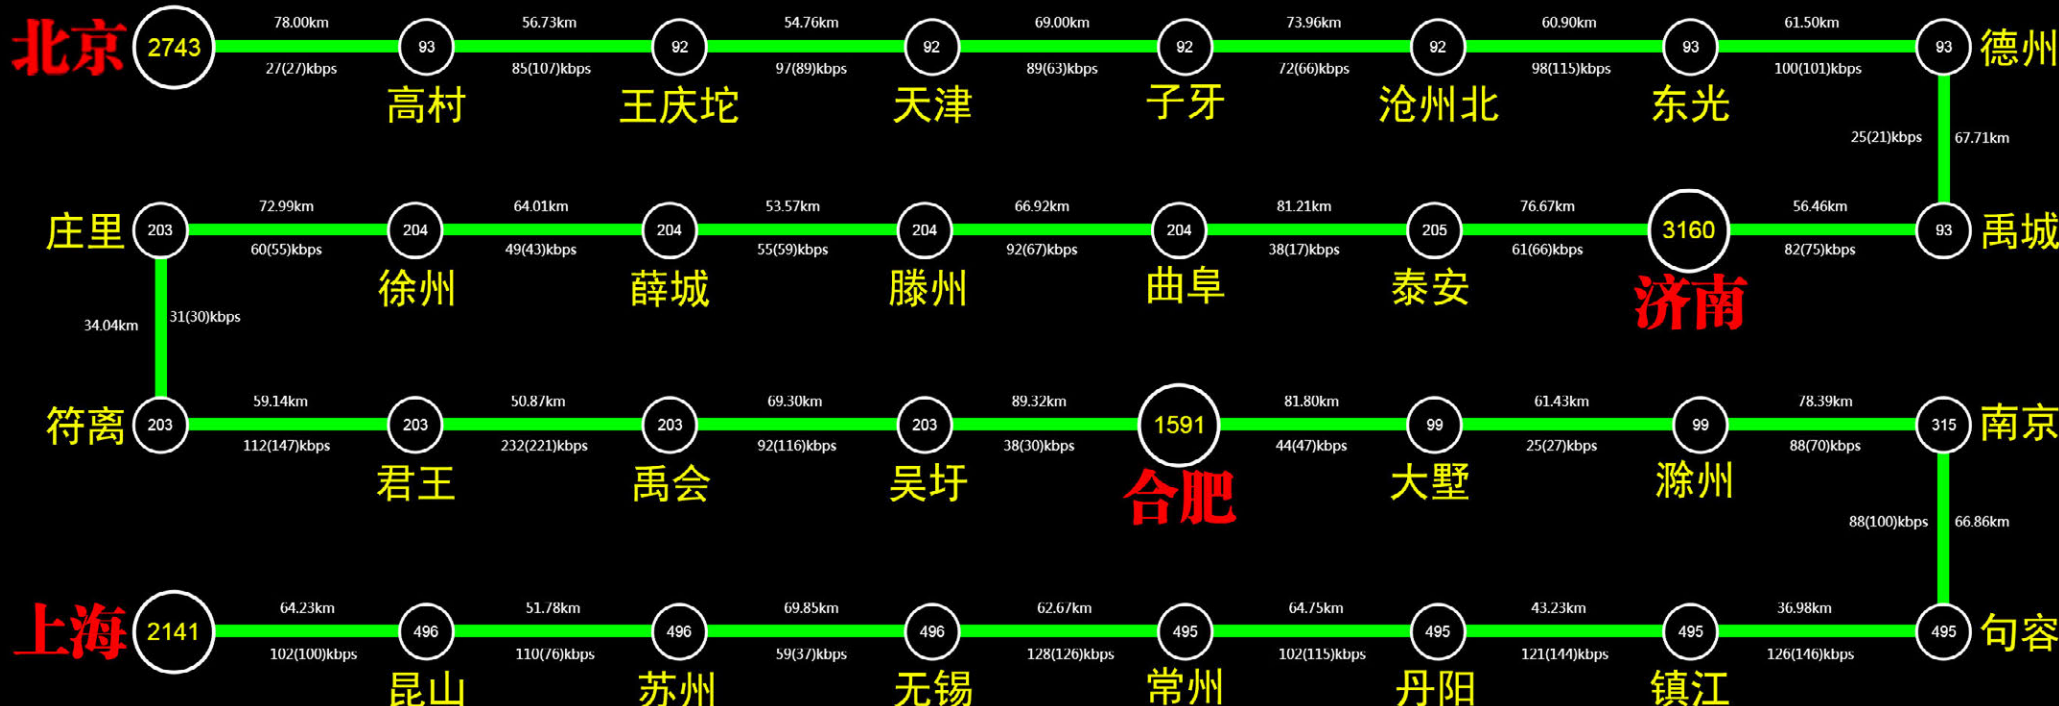 78.00km 56.73km 54.76km 69.00km 73.96km 60.90km 61.50km
北京 2743 93 92 92 92 92 93 93 德州
27(27)kbps 85(107)kbps 97(89)kbps 89(63)kbps 72(66)kbps 98(115)kbps 100(101)kbps
高村 王庆坨 天津 子牙 沧州北 东光
25(21)kbps 67.71km
72.99km 64.01km 53.57km 66.92km 81.21km 76.67km 56.46km
庄里 203 204 204 204 204 205 3160 93 禹城
60(55)kbps 49(43)kbps 55(59)kbps 92(67)kbps 38(17)kbps 61(66)kbps 82(75)kbps
徐州 薛城 滕州 曲阜 泰安 济南
34.04km 31(30)kbps
59.14km 50.87km 69.30km 89.32km 81.80km 61.43km 78.39km
符离 203 203 203 203 1591 99 99 315 南京
112(147)kbps 232(221)kbps 92(116)kbps 38(30)kbps 44(47)kbps 25(27)kbps 88(70)kbps
君王 禹会 吴圩 合肥 大墅 滁州
88(100)kbps 66.86km
64.23km 51.78km 69.85km 62.67km 64.75km 43.23km 36.98km
上海 2141 496 496 496 495 495 495 495 句容
102(100)kbps 110(76)kbps 59(37)kbps 128(126)kbps 102(115)kbps 121(144)kbps 126(146)kbps
昆山 苏州 无锡 常州 丹阳 镇江